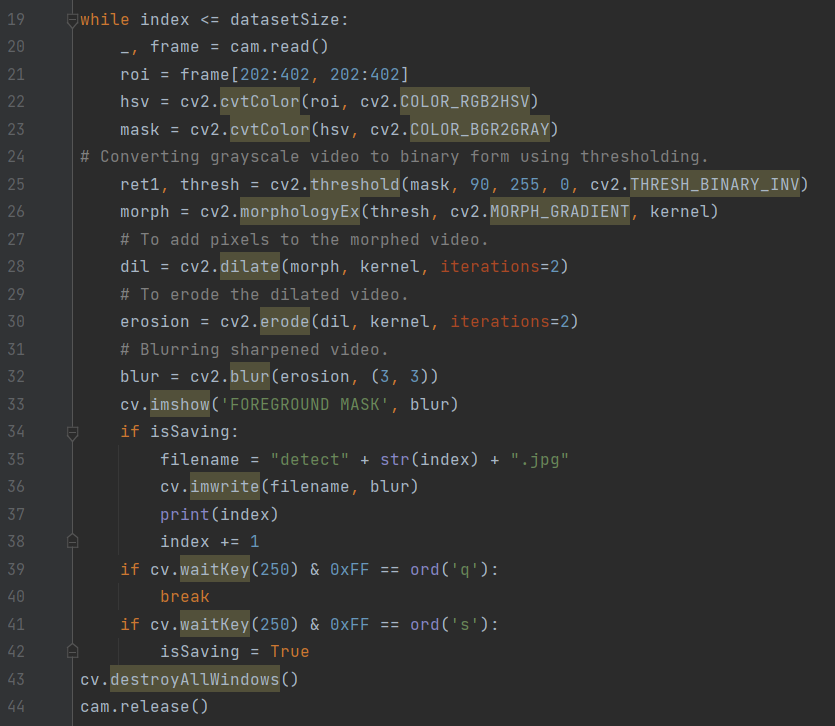 19 while index <= datasetSize:
20     _, frame = cam.read()
21     roi = frame[202:402, 202:402]
22     hsv = cv2.cvtColor(roi, cv2.COLOR_RGB2HSV)
23     mask = cv2.cvtColor(hsv, cv2.COLOR_BGR2GRAY)
24 # Converting grayscale video to binary form using thresholding.
25     ret1, thresh = cv2.threshold(mask, 90, 255, 0, cv2.THRESH_BINARY_INV)
26     morph = cv2.morphologyEx(thresh, cv2.MORPH_GRADIENT, kernel)
27     # To add pixels to the morphed video.
28     dil = cv2.dilate(morph, kernel, iterations=2)
29     # To erode the dilated video.
30     erosion = cv2.erode(dil, kernel, iterations=2)
31     # Blurring sharpened video.
32     blur = cv2.blur(erosion, (3, 3))
33     cv.imshow('FOREGROUND MASK', blur)
34     if isSaving:
35         filename = "detect" + str(index) + ".jpg"
36         cv.imwrite(filename, blur)
37         print(index)
38         index += 1
39     if cv.waitKey(250) & 0xFF == ord('q'):
40         break
41     if cv.waitKey(250) & 0xFF == ord('s'):
42         isSaving = True
43 cv.destroyAllWindows()
44 cam.release()